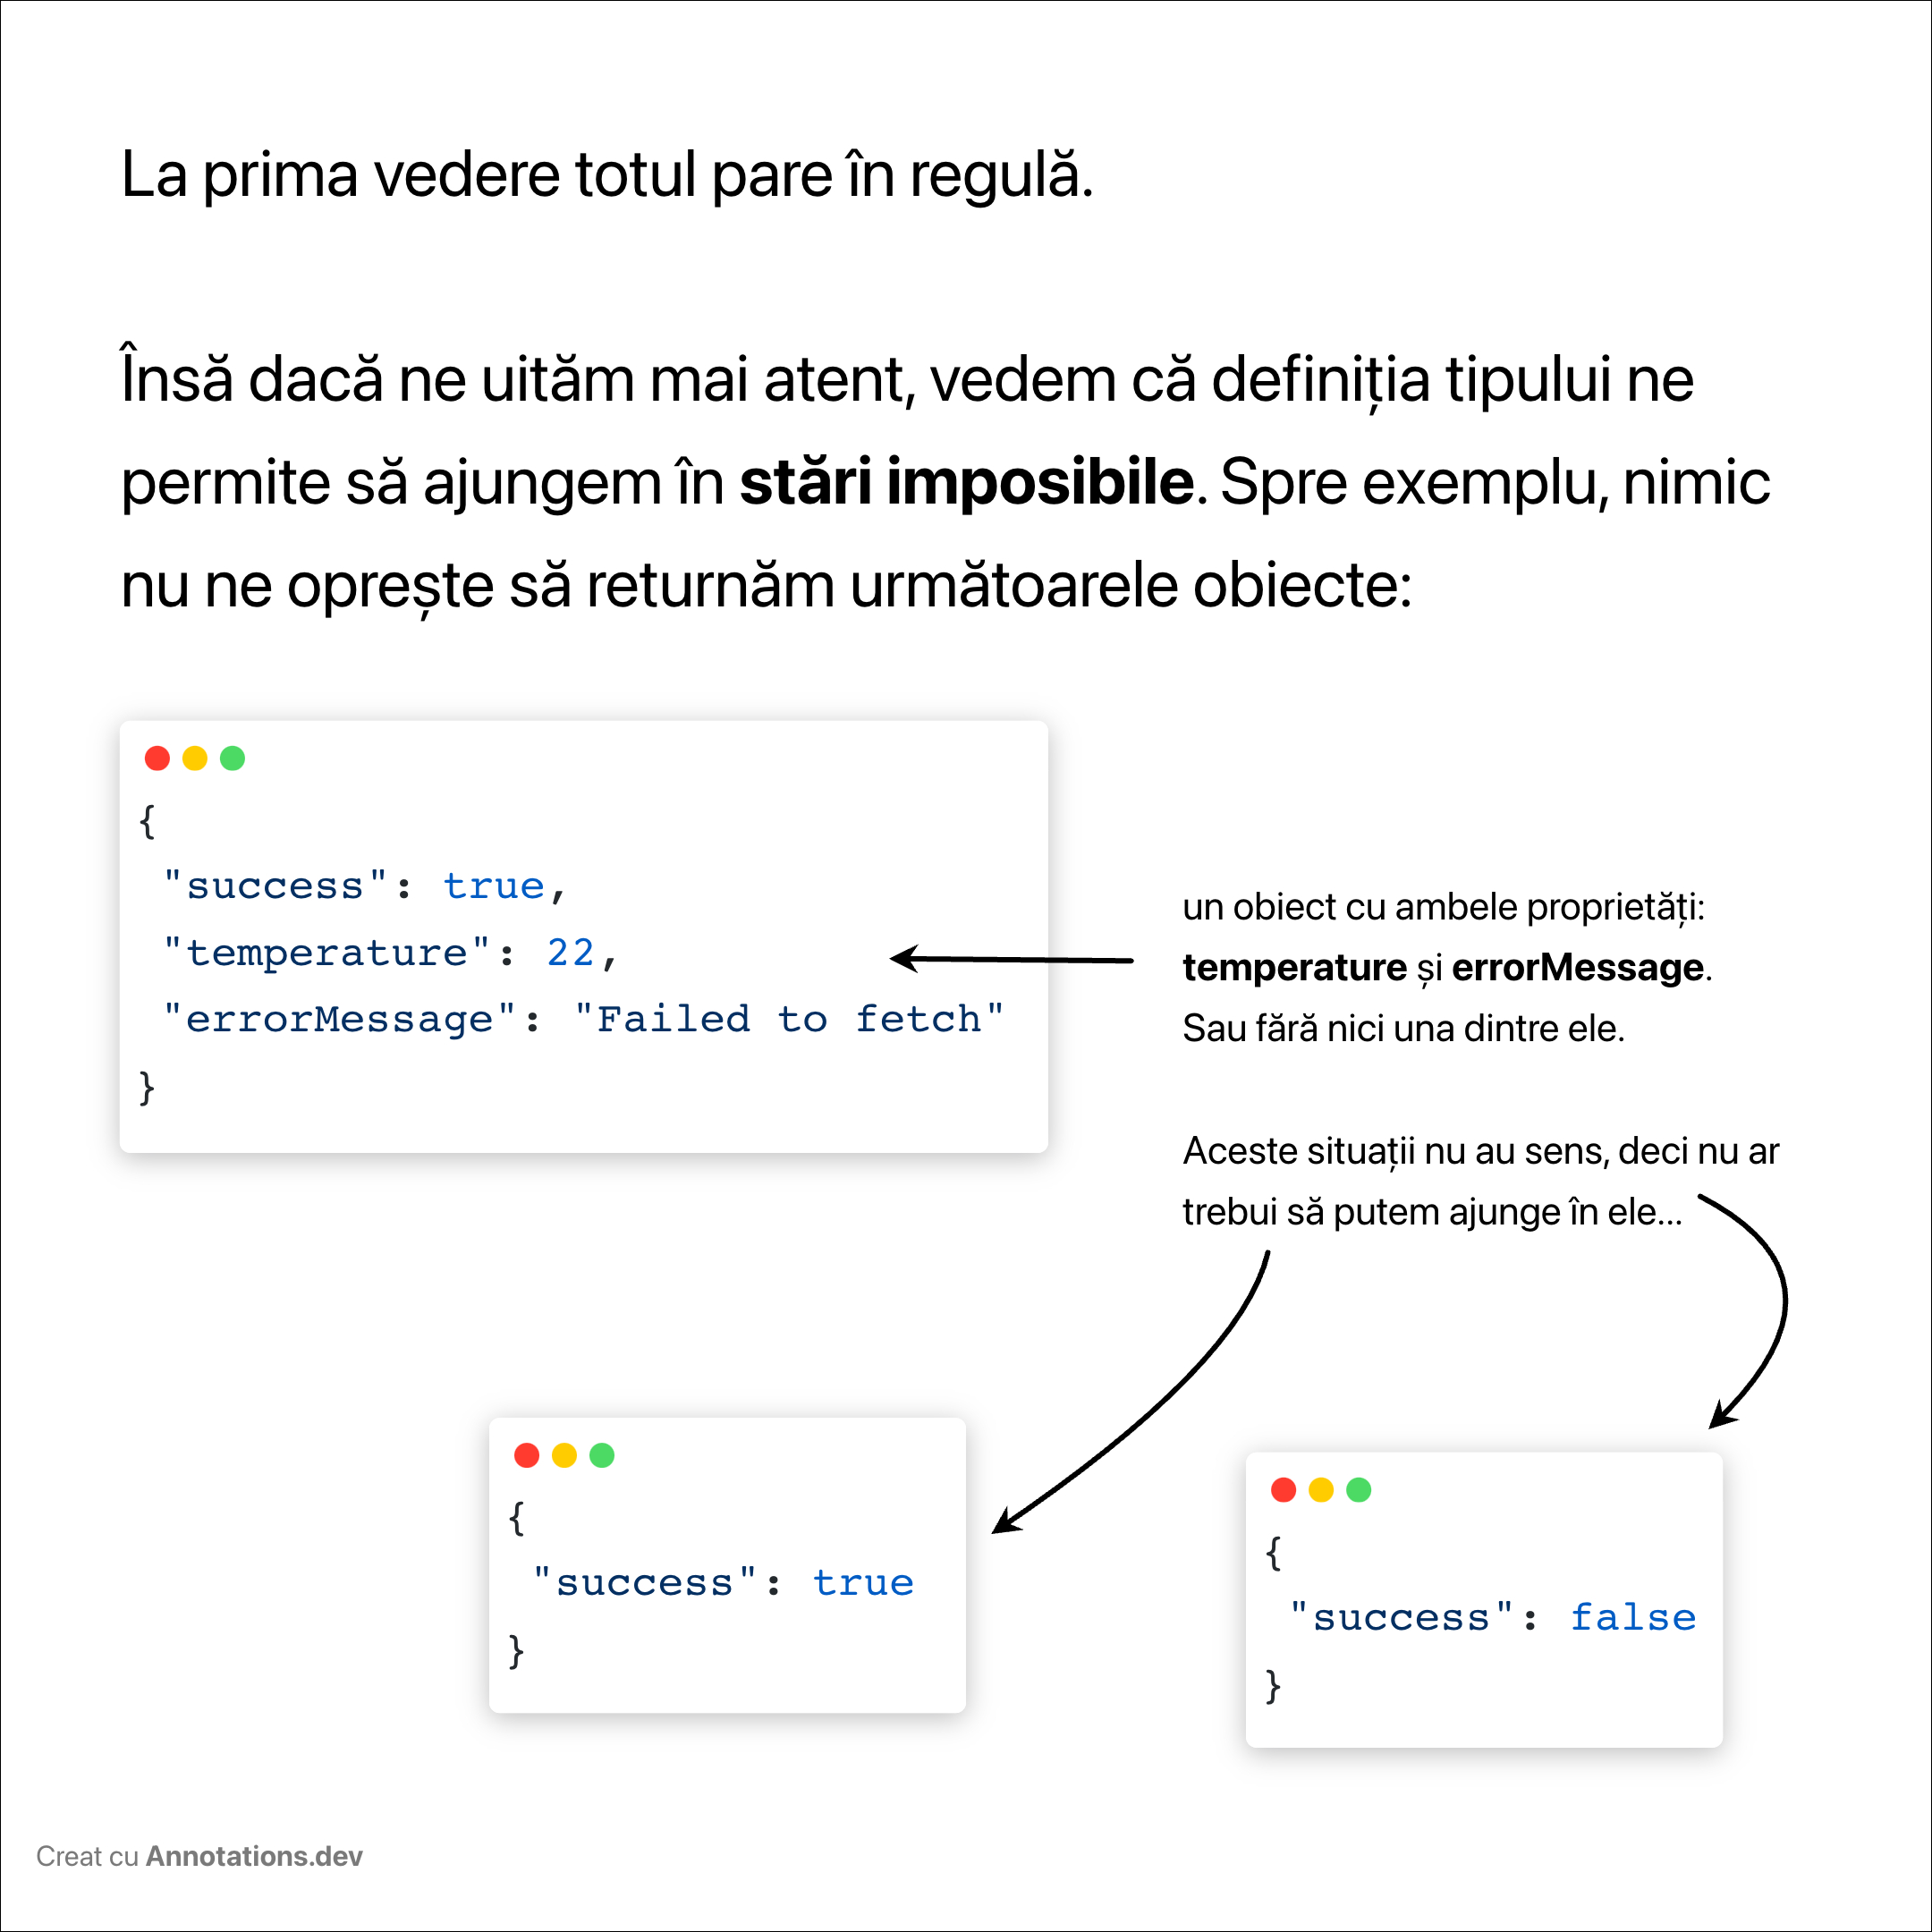 La prima vedere totul pare în regulă.
Însă dacă ne uităm mai atent, vedem că definiția tipului ne
permite să ajungem în stări imposibile. Spre exemplu, nimic
nu ne oprește să returnăm următoarele obiecte:
{
"success": true,
"temperature": 22,
"errorMessage": "Failed to fetch"
}
un obiect cu ambele proprietăți:
temperature și errorMessage.
Sau fără nici una dintre ele.
Aceste situații nu au sens, deci nu ar
trebui să putem ajunge în ele...
{
"success": true
}
{
"success": false
}
Creat cu Annotations.dev